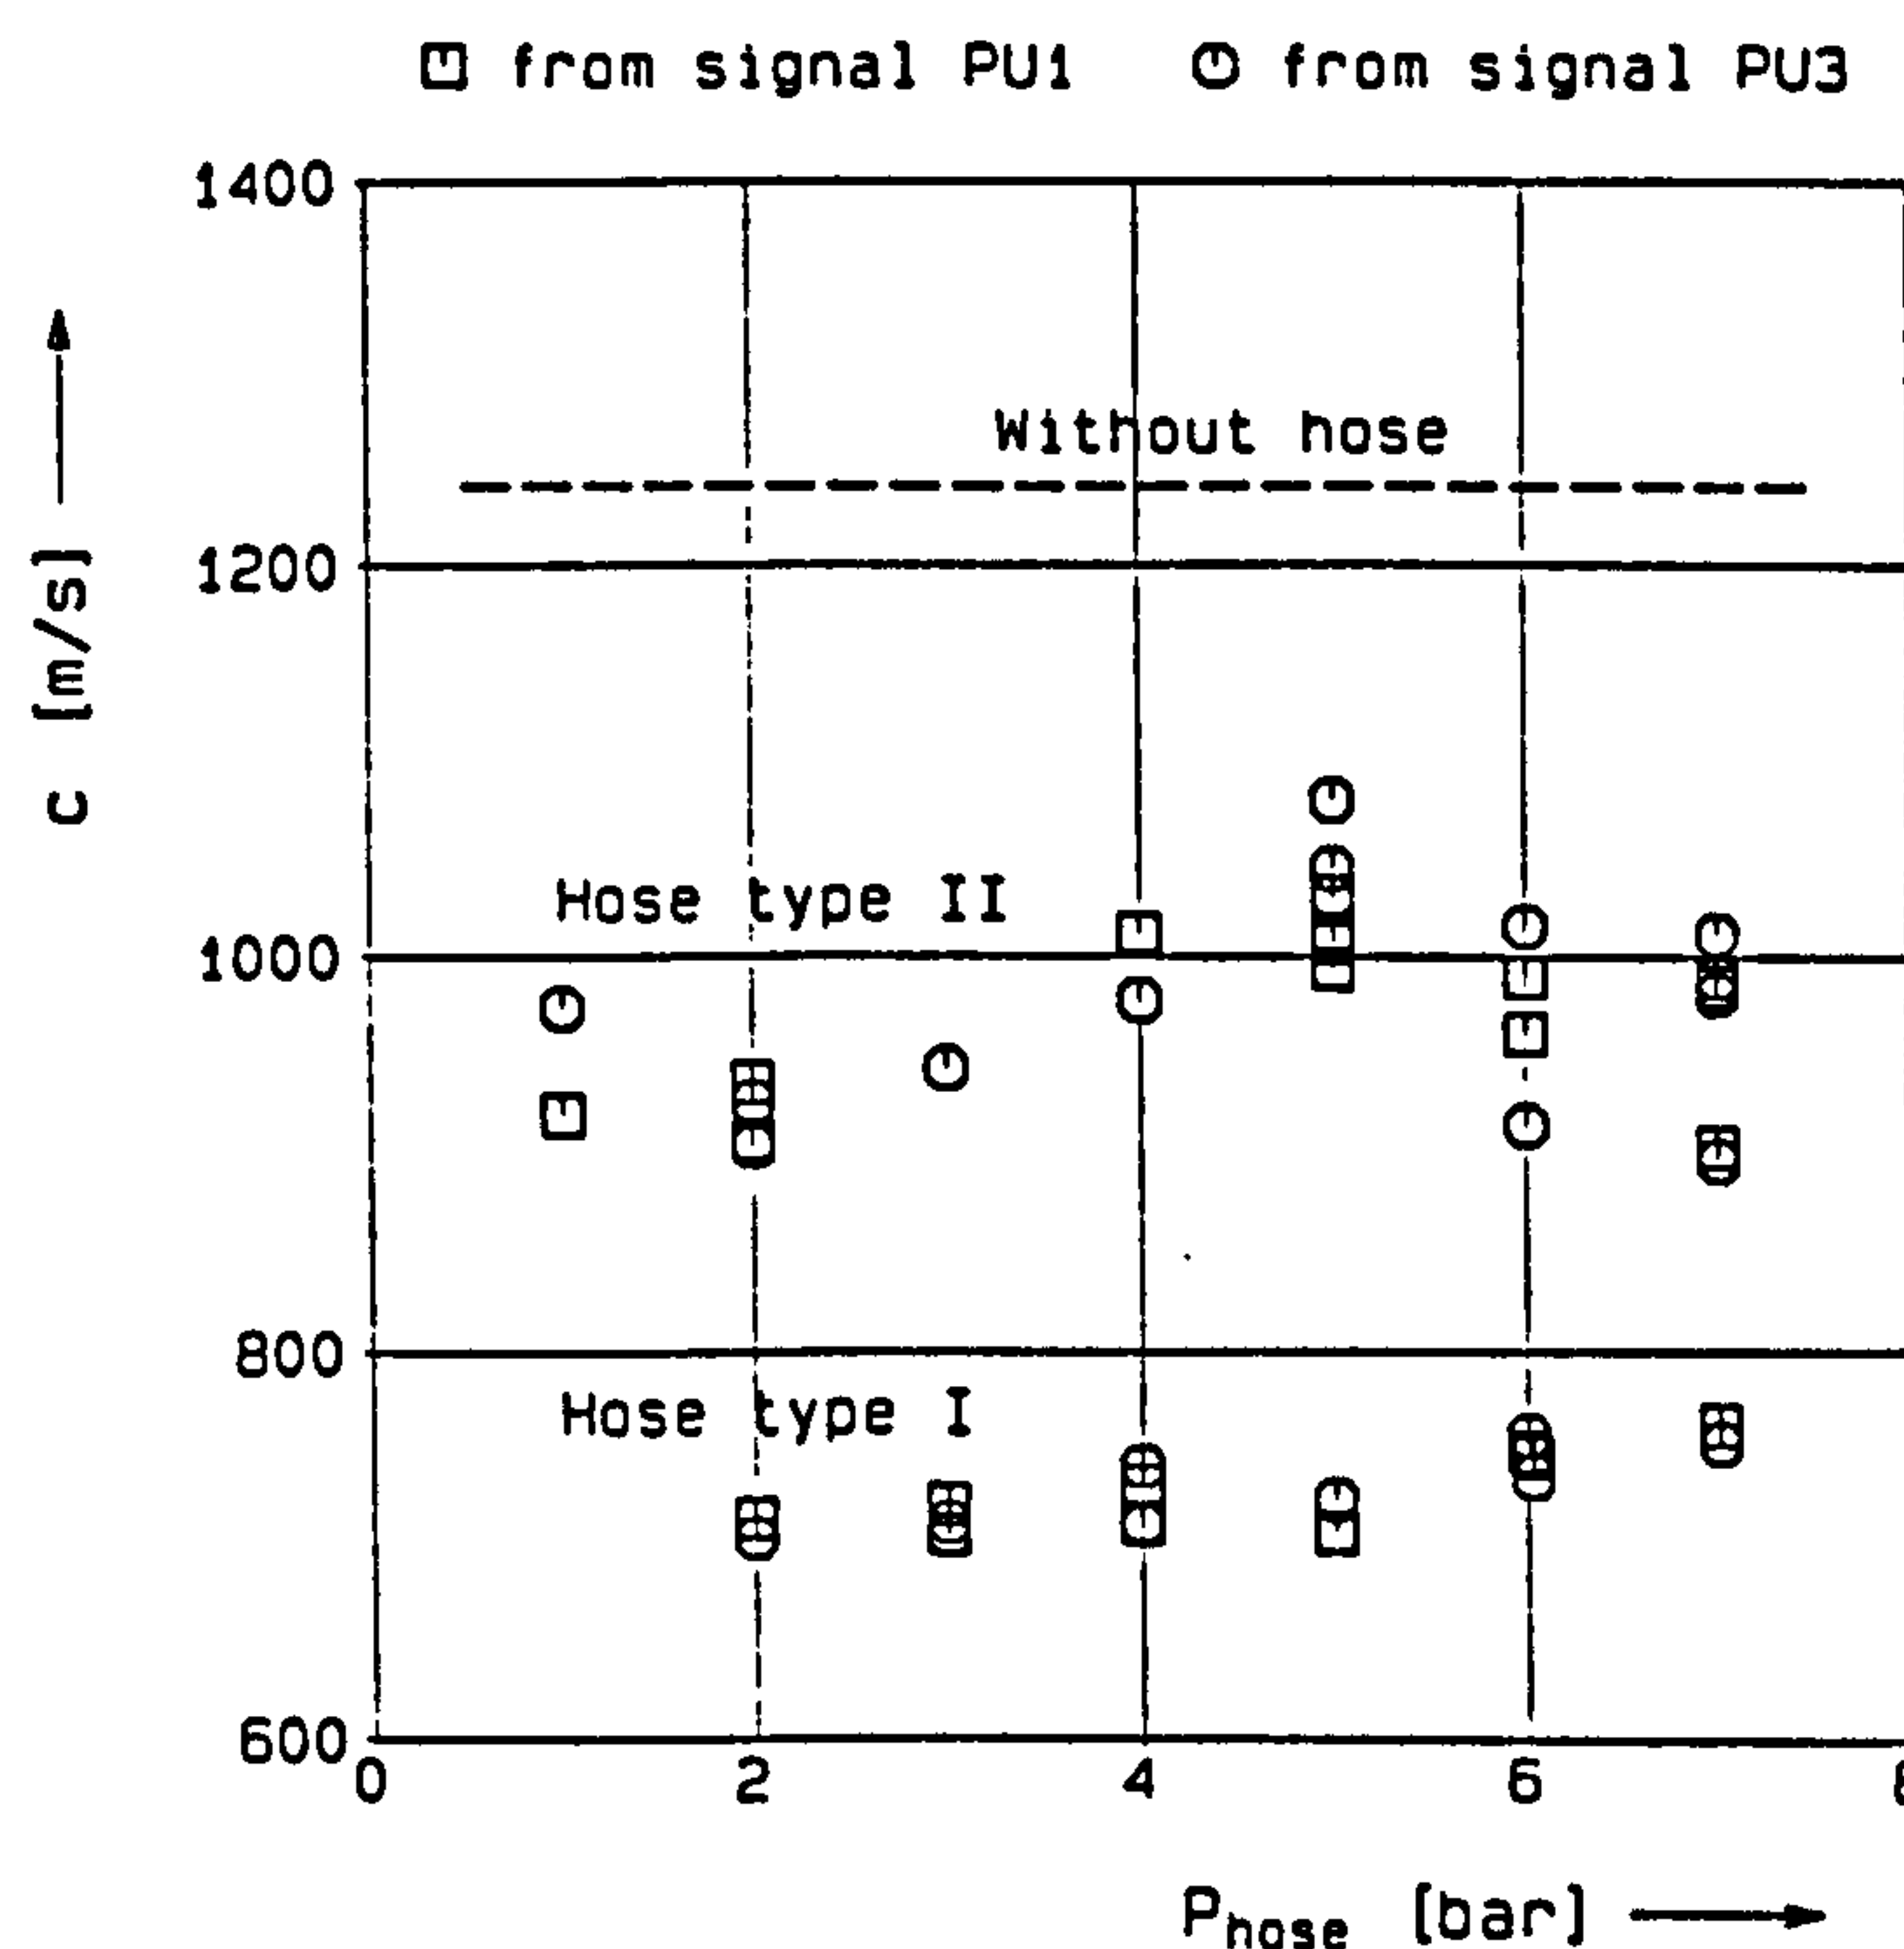 from signal PU1 from signal PU3
1400
Without hose
1200
c [m/s]
Hose type II
1000
800
Hose type I
600
0 2 4 6
P_hose [bar]